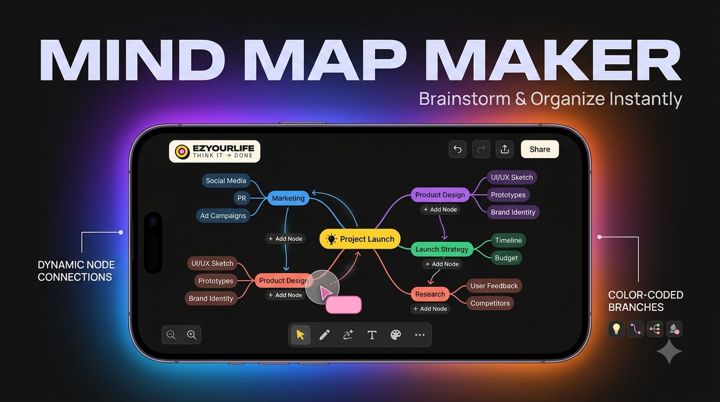 MIND MAP MAKER
Brainstorm & Organize Instantly
EZYOURLIFE
THINK IT → DONE
Share
Social Media
PR
Ad Campaigns
Marketing
+ Add Node
UI/UX Sketch
Prototypes
Brand Identity
Product Design
+ Add Node
Project Launch
Product Design
+ Add Node
UI/UX Sketch
Prototypes
Brand Identity
Launch Strategy
+ Add Node
Timeline
Budget
Research
+ Add Node
User Feedback
Competitors
T
DYNAMIC NODE
CONNECTIONS
COLOR-CODED
BRANCHES